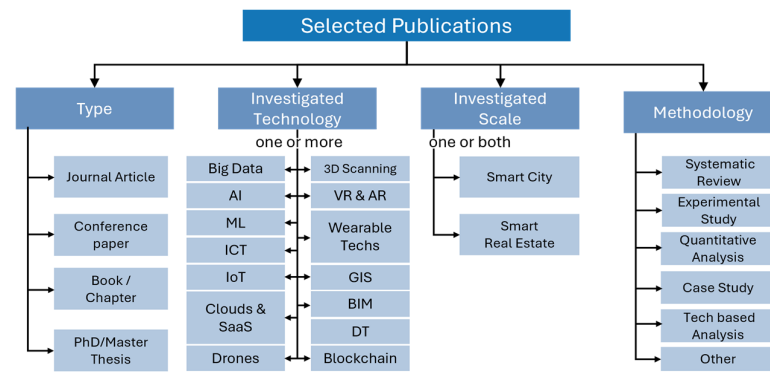 Selected Publications
Type
Journal Article
Conference
paper
Book /
Chapter
PhD/Master
Thesis
Investigated
Technology
one or more
Big Data
AI
ML
ICT
IoT
Clouds &
SaaS
Drones
3D Scanning
VR & AR
Wearable
Techs
GIS
BIM
DT
Blockchain
Investigated
Scale
one or both
Smart City
Smart
Real Estate
Methodology
Systematic
Review
Experimental
Study
Quantitative
Analysis
Case Study
Tech based
Analysis
Other